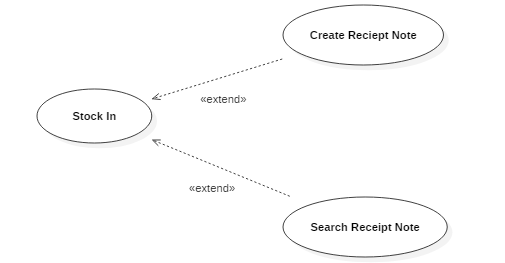 Create Reciept Note
«extend»
Stock In
«extend»
Search Receipt Note